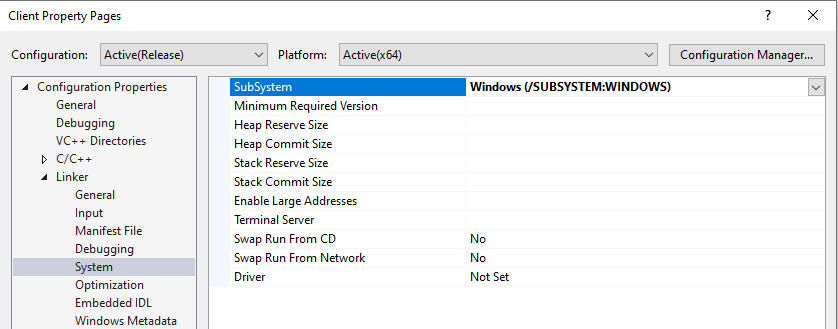 Client Property Pages
Configuration: Active(Release) Platform: Active(x64) Configuration Manager...
Configuration Properties
General
Debugging
VC++ Directories
C/C++
Linker
General
Input
Manifest File
Debugging
System
Optimization
Embedded IDL
Windows Metadata
SubSystem Windows (/SUBSYSTEM:WINDOWS)
Minimum Required Version
Heap Reserve Size
Heap Commit Size
Stack Reserve Size
Stack Commit Size
Enable Large Addresses
Terminal Server
Swap Run From CD No
Swap Run From Network No
Driver Not Set